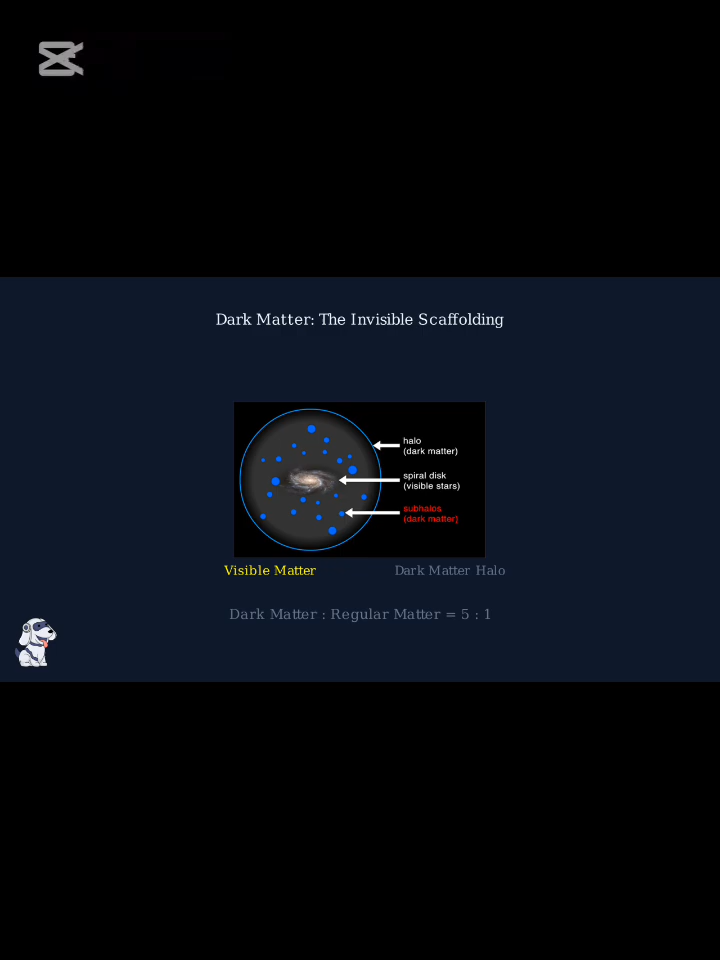 Dark Matter: The Invisible Scaffolding
halo
(dark matter)
spiral disk
(visible stars)
subhalos
(dark matter)
Visible Matter
Dark Matter Halo
Dark Matter : Regular Matter = 5 : 1